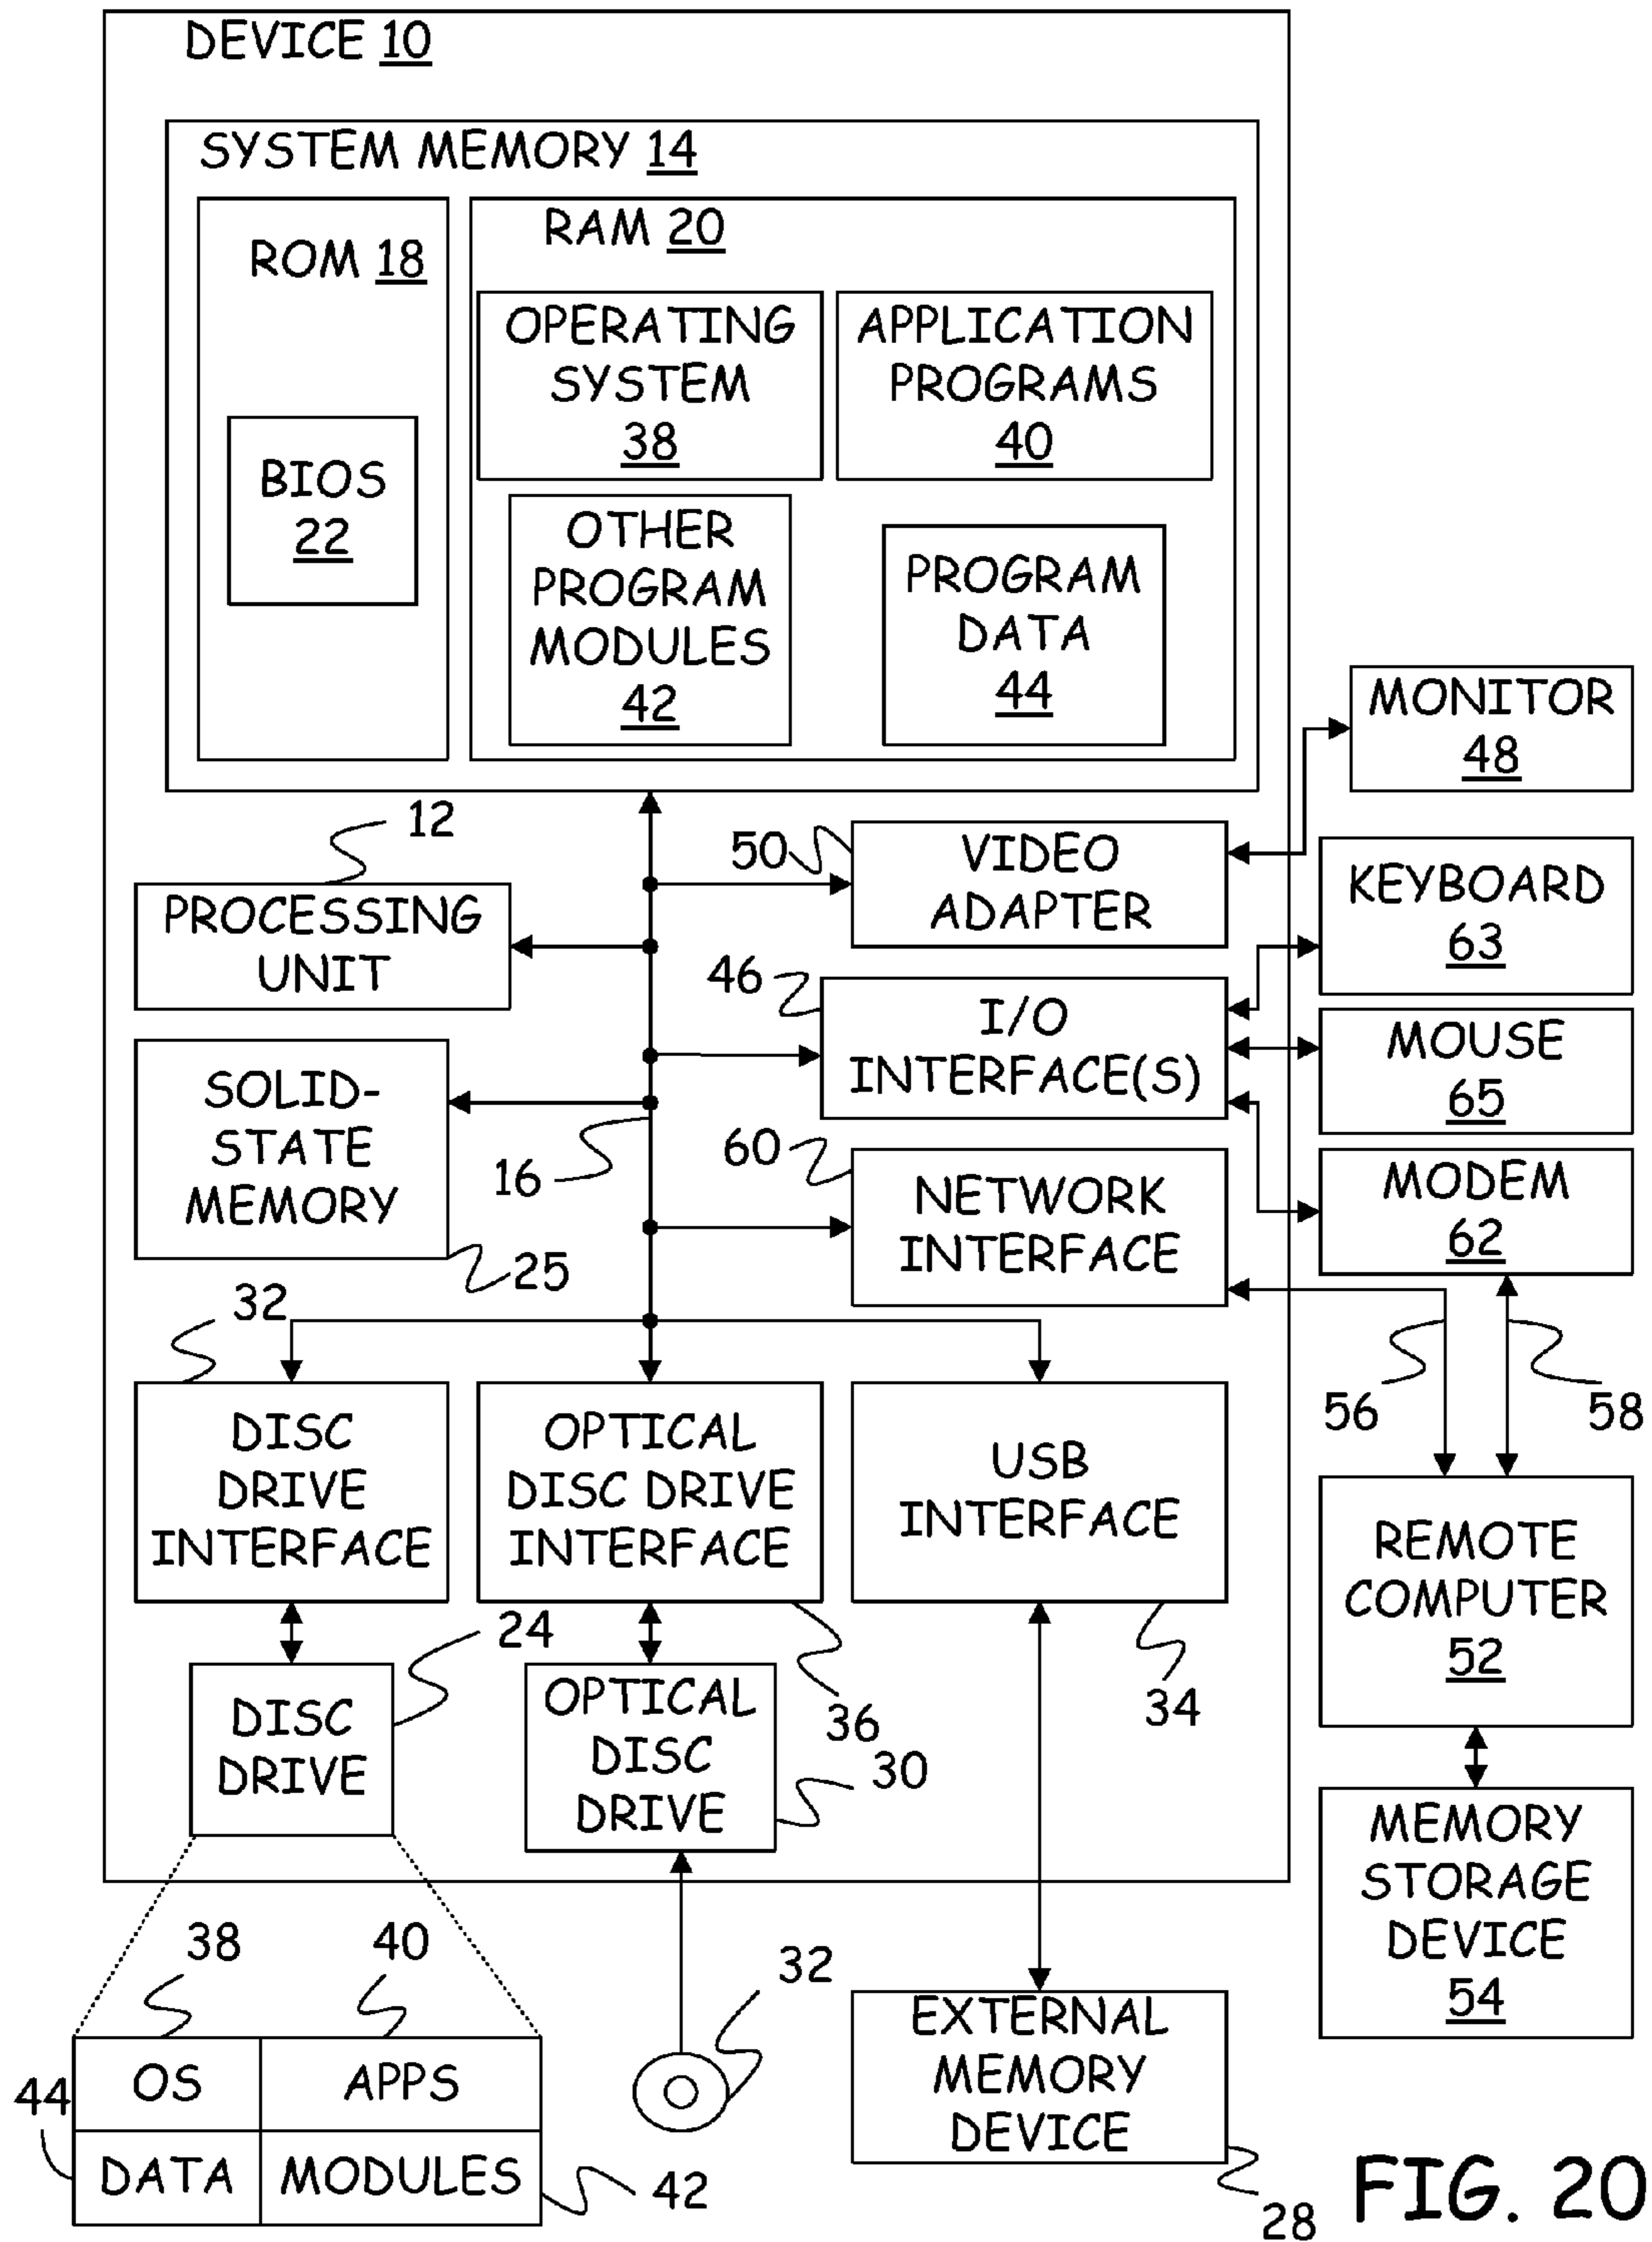 DEVICE 10
SYSTEM MEMORY 14
ROM 18
BIOS
22
RAM 20
OPERATING
SYSTEM
38
APPLICATION
PROGRAMS
40
OTHER
PROGRAM
MODULES
42
PROGRAM
DATA
44
MONITOR
48
12
PROCESSING
UNIT
50
VIDEO
ADAPTER
KEYBOARD
63
46
I/O
INTERFACE(S)
MOUSE
65
SOLID-
STATE
MEMORY
25
16
60
NETWORK
INTERFACE
MODEM
62
56
58
32
DISC
DRIVE
INTERFACE
OPTICAL
DISC DRIVE
INTERFACE
USB
INTERFACE
REMOTE
COMPUTER
52
24
DISC
DRIVE
36
OPTICAL
DISC
DRIVE
30
34
MEMORY
STORAGE
DEVICE
54
38
40
OS
APPS
44
DATA
MODULES
42
32
EXTERNAL
MEMORY
DEVICE
28
FIG. 20